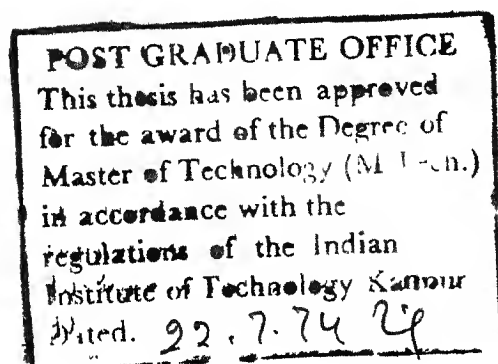 POST GRADUATE OFFICE
This thesis has been approved
for the award of the Degree of
Master of Technology (M.Tech.)
in accordance with the
regulations of the Indian
Institute of Technology Kanpur
Dated. 22.7.74